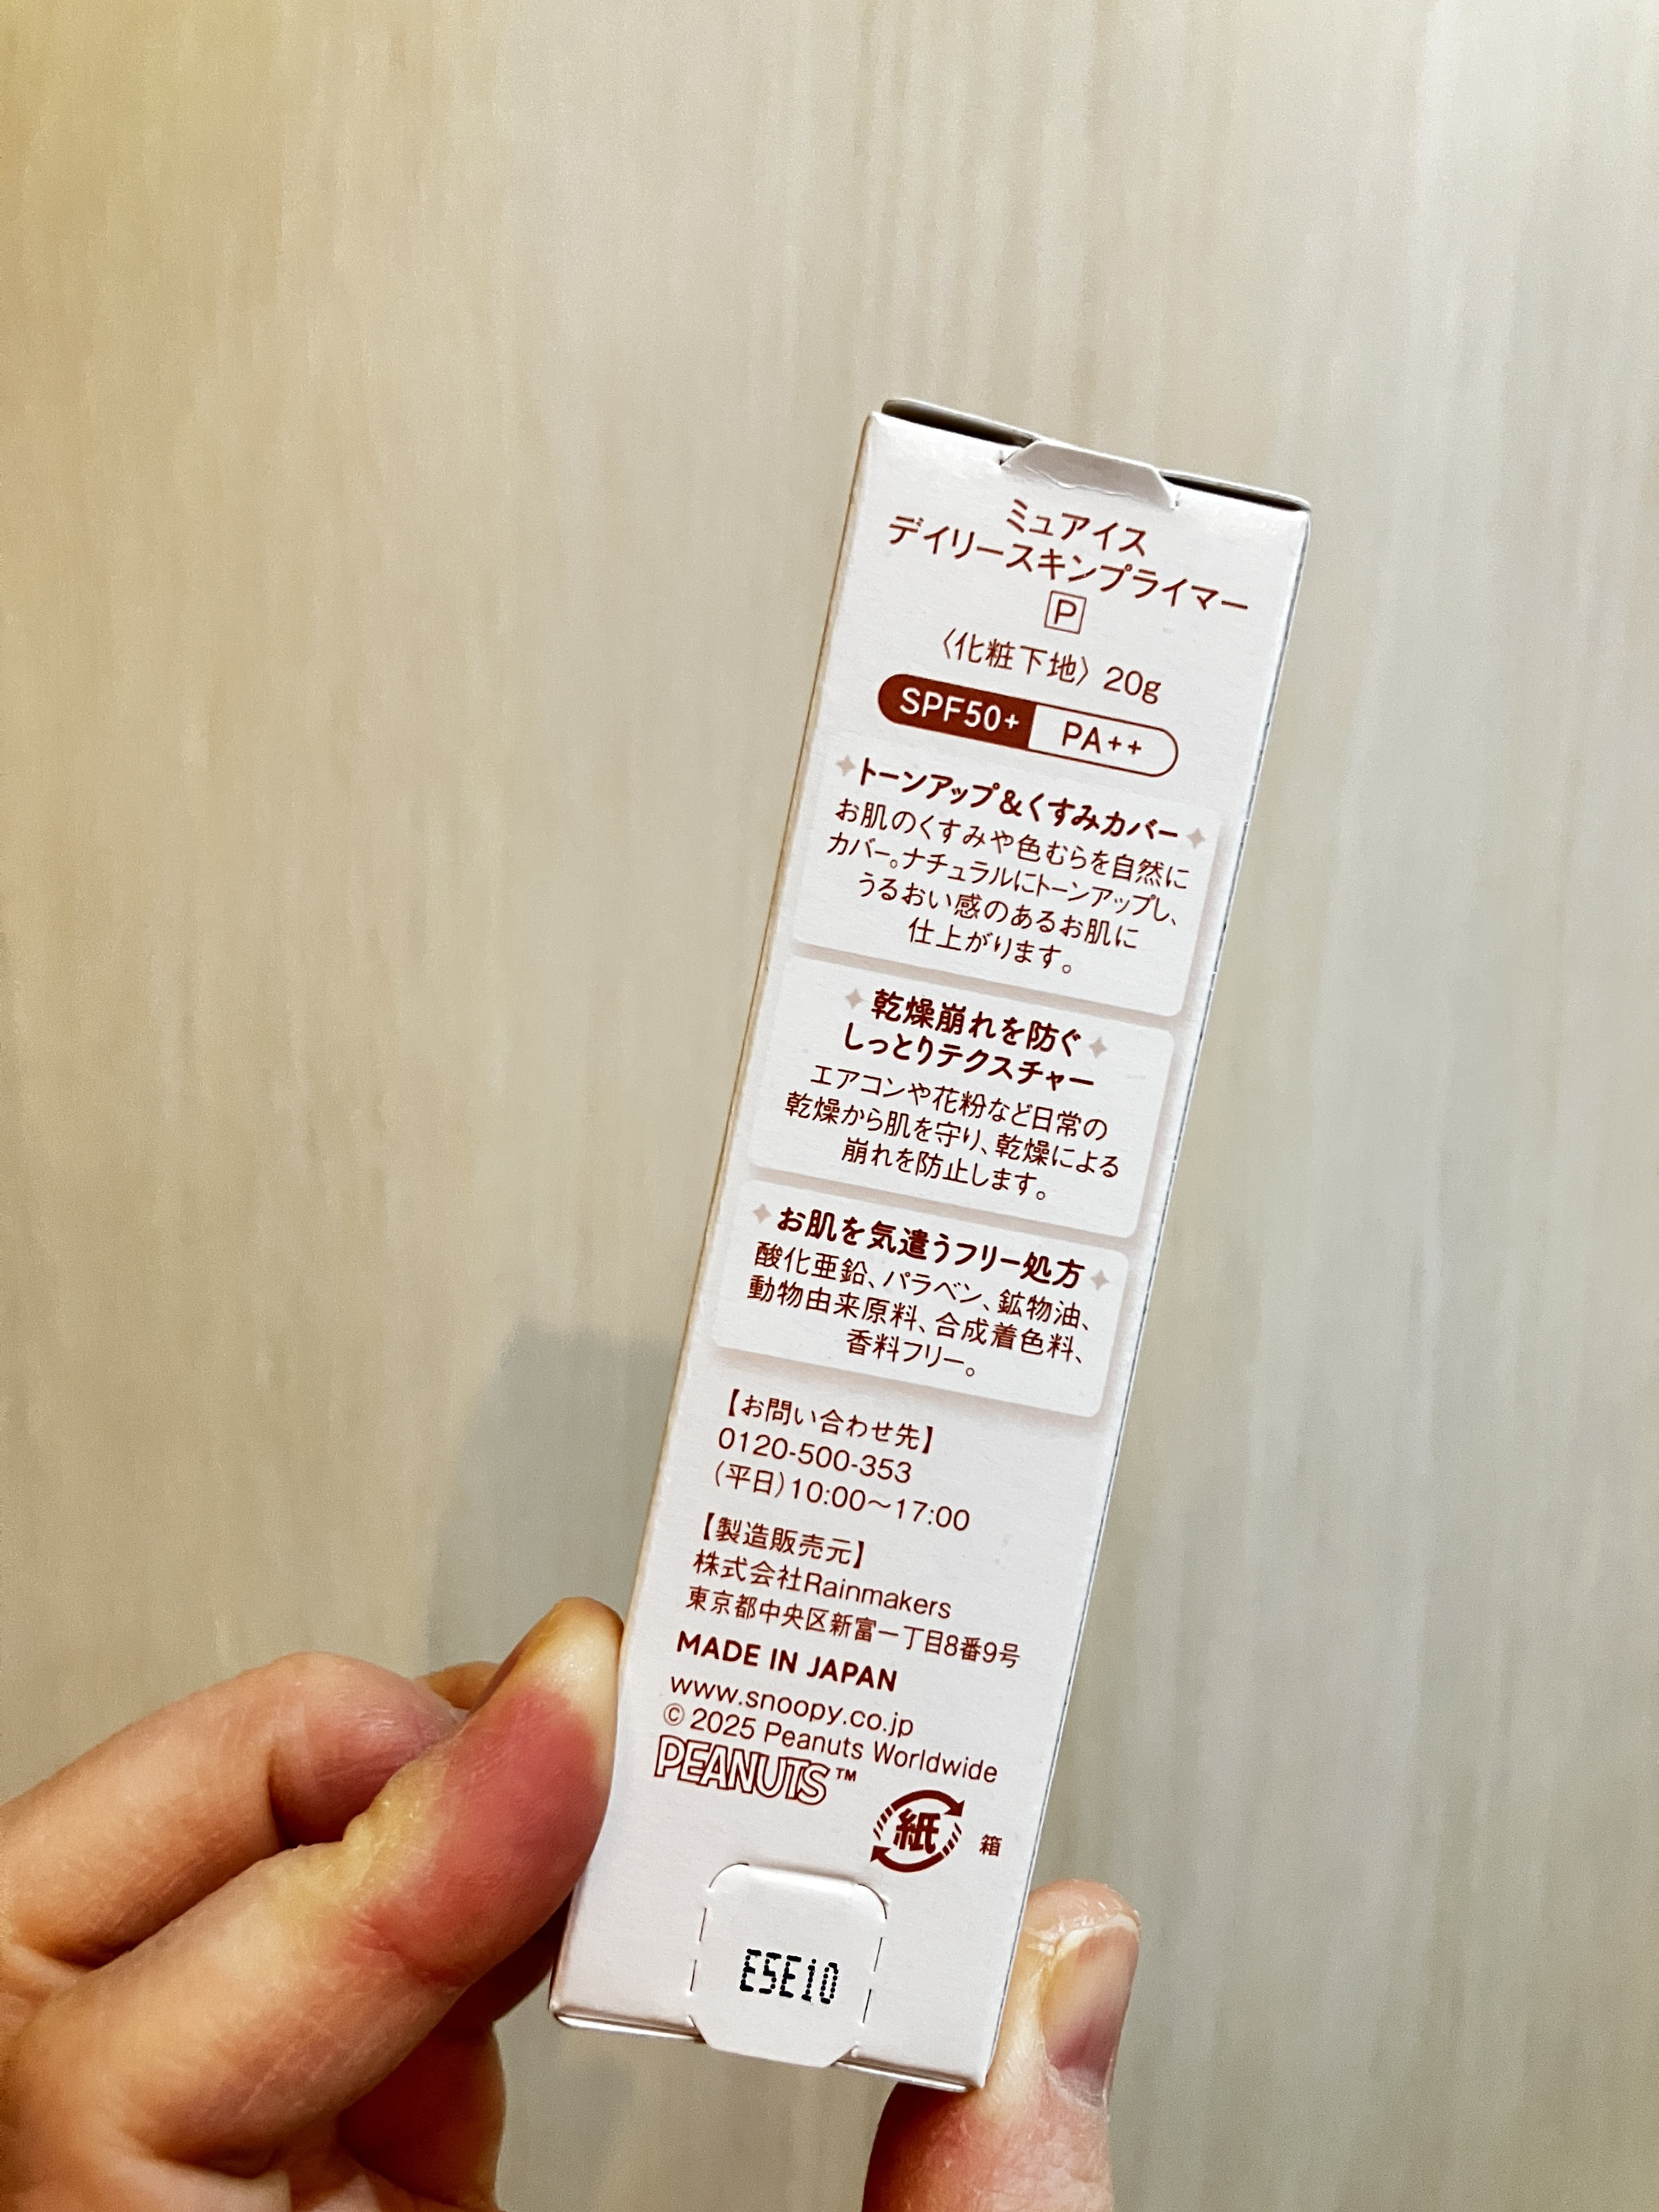 ミュアイス
デイリースキンプライマー
P
〈化粧下地〉 20g
SPF50+ PA++
トーンアップ&くすみカバー
お肌のくすみや色むらを自然に
カバー。ナチュラルにトーンアップし、
うるおい感のあるお肌に
仕上がります。
乾燥崩れを防ぐ
しっとりテクスチャー
エアコンや花粉など日常の
乾燥から肌を守り、乾燥による
崩れを防止します。
お肌を気遣うフリー処方
酸化亜鉛、パラベン、鉱物油、
動物由来原料、合成着色料、
香料フリー。
【お問い合わせ先】
0120-500-353
(平日)10:00〜17:00
【製造販売元】
株式会社Rainmakers
東京都中央区新富一丁目8番9号
MADE IN JAPAN
www.snoopy.co.jp
© 2025 Peanuts Worldwide
PEANUTS™
紙 箱
E5E10